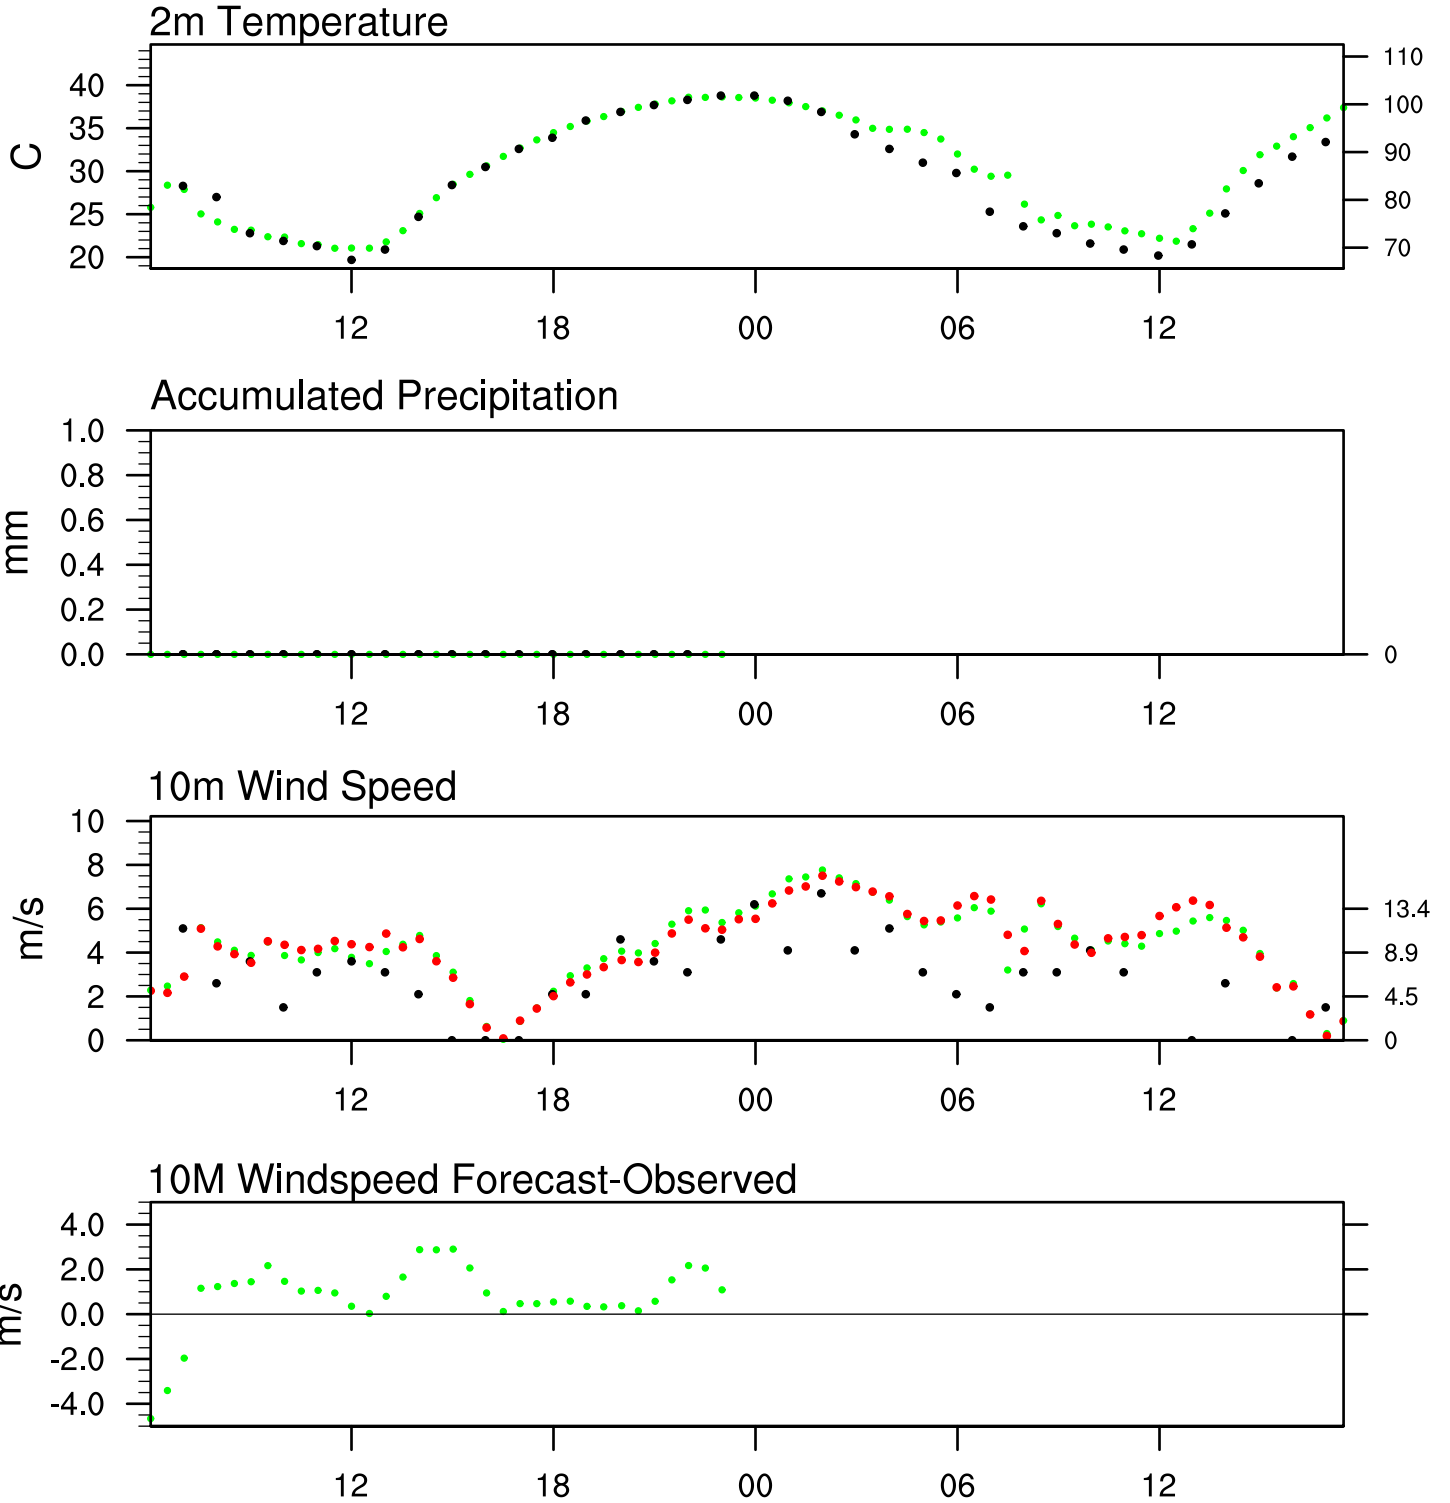 2m Temperature
40
35
30
25
20
C
110
100
90
80
70
12 18 00 06 12
Accumulated Precipitation
1.0
0.8
0.6
0.4
0.2
0.0
mm
0
12 18 00 06 12
10m Wind Speed
10
8
6
4
2
0
m/s
13.4
8.9
4.5
0
12 18 00 06 12
10M Windspeed Forecast-Observed
4.0
2.0
0.0
-2.0
-4.0
m/s
12 18 00 06 12